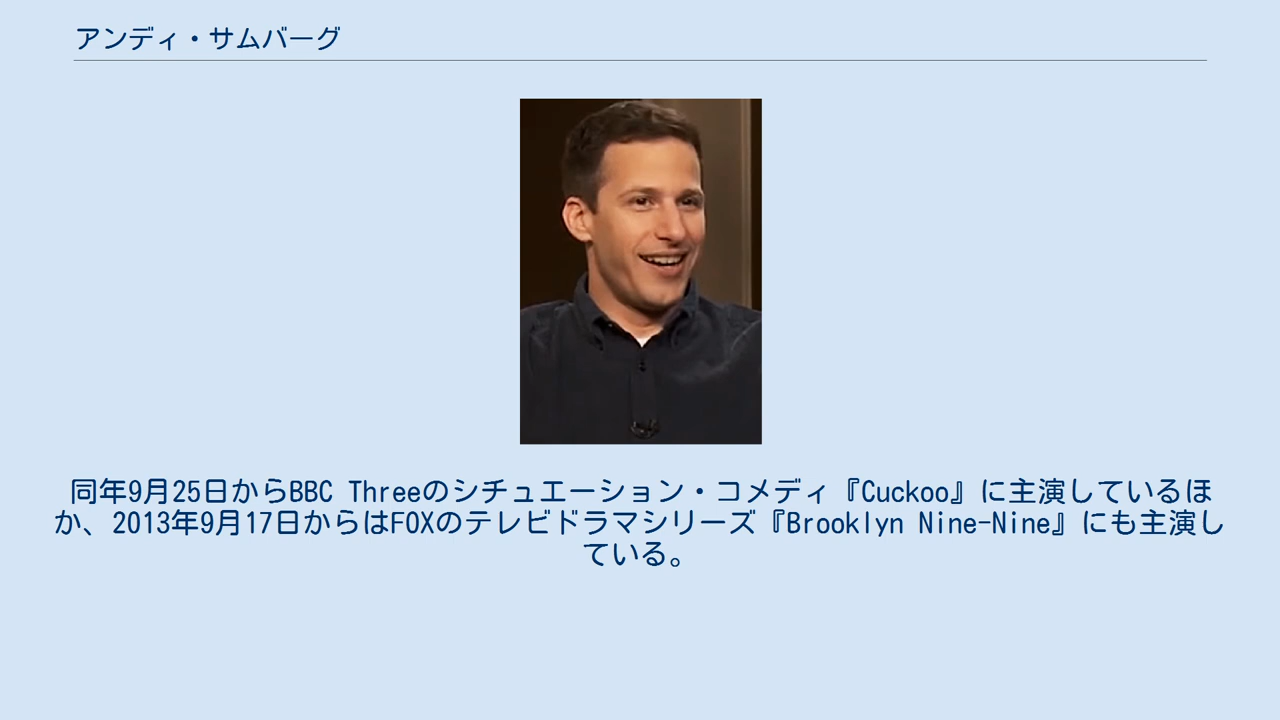 アンディ・サムバーグ
同年9月25日からBBC Threeのシチュエーション・コメディ『Cuckoo』に主演しているほ
か、2013年9月17日からはFOXのテレビドラマシリーズ『Brooklyn Nine-Nine』にも主演し
ている。